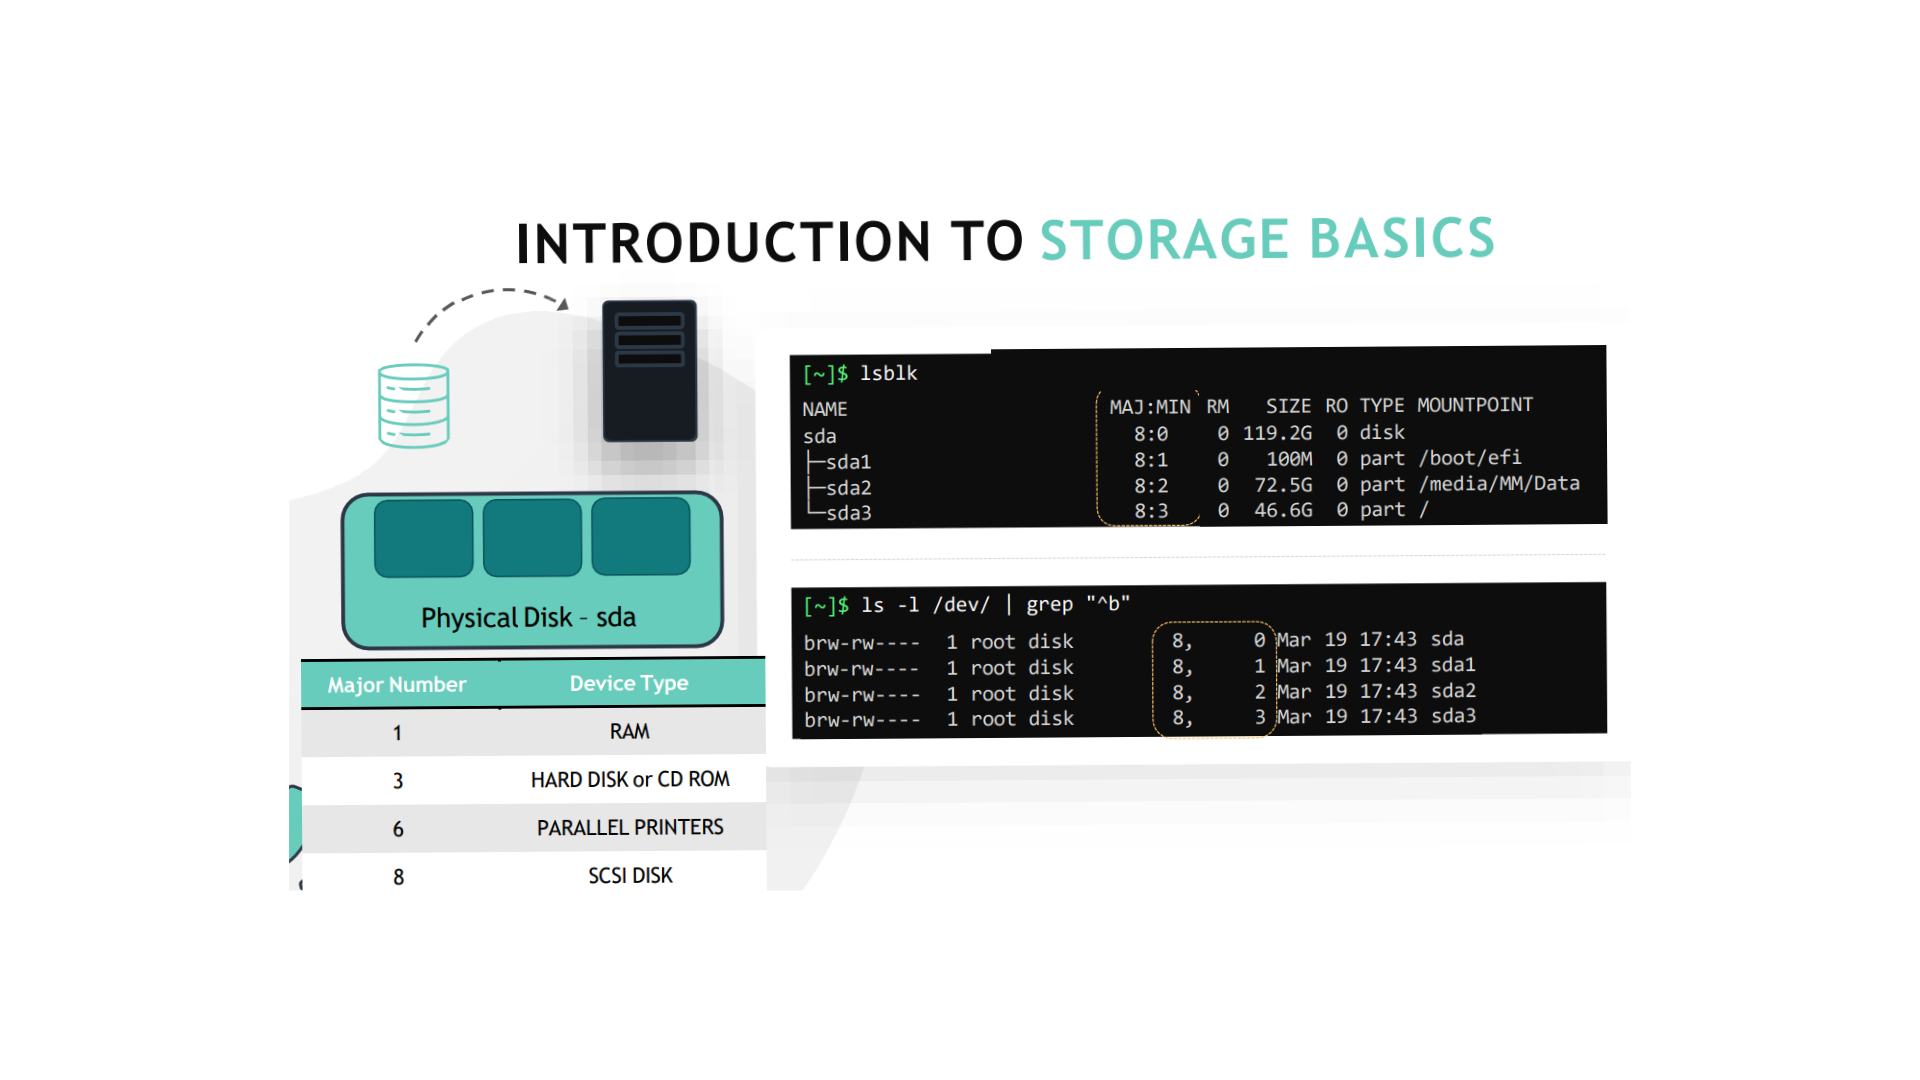 INTRODUCTION TO STORAGE BASICS
Physical Disk - sda
Major Number Device Type
1 RAM
3 HARD DISK or CD ROM
6 PARALLEL PRINTERS
8 SCSI DISK
[~]$ lsblk
NAME MAJ:MIN RM SIZE RO TYPE MOUNTPOINT
sda 8:0 0 119.2G 0 disk
├─sda1 8:1 0 100M 0 part /boot/efi
├─sda2 8:2 0 72.5G 0 part /media/MM/Data
└─sda3 8:3 0 46.6G 0 part /
[~]$ ls -l /dev/ | grep "^b"
brw-rw---- 1 root disk 8, 0 Mar 19 17:43 sda
brw-rw---- 1 root disk 8, 1 Mar 19 17:43 sda1
brw-rw---- 1 root disk 8, 2 Mar 19 17:43 sda2
brw-rw---- 1 root disk 8, 3 Mar 19 17:43 sda3